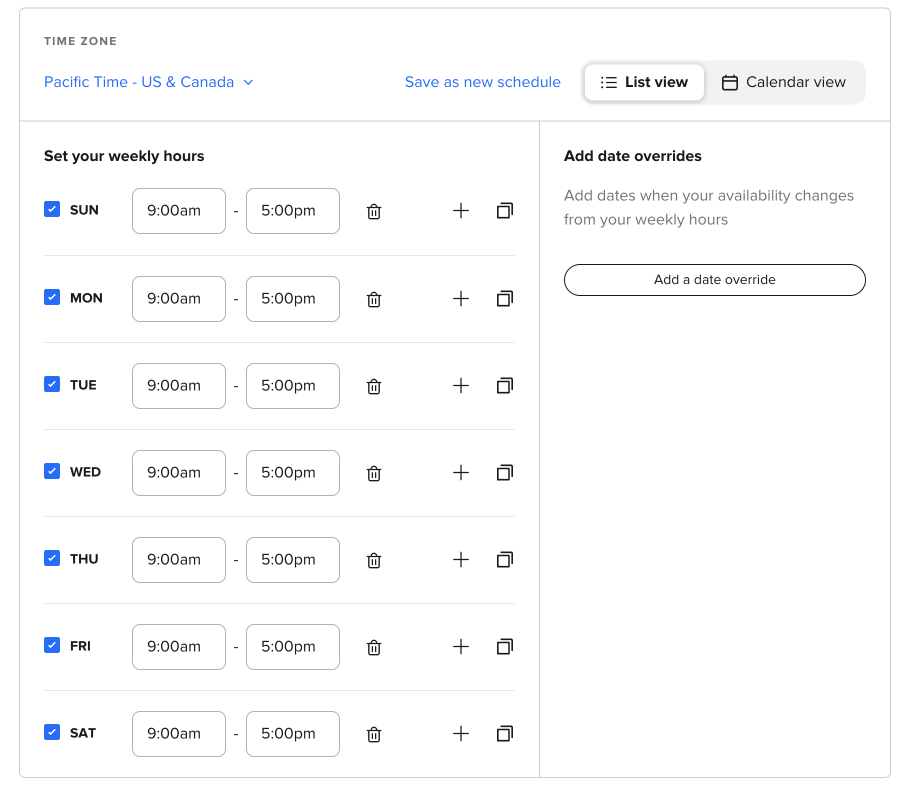 TIME ZONE
Pacific Time - US & Canada Save as new schedule List view Calendar view
Set your weekly hours
SUN 9:00am - 5:00pm
MON 9:00am - 5:00pm
TUE 9:00am - 5:00pm
WED 9:00am - 5:00pm
THU 9:00am - 5:00pm
FRI 9:00am - 5:00pm
SAT 9:00am - 5:00pm
Add date overrides
Add dates when your availability changes
from your weekly hours
Add a date override